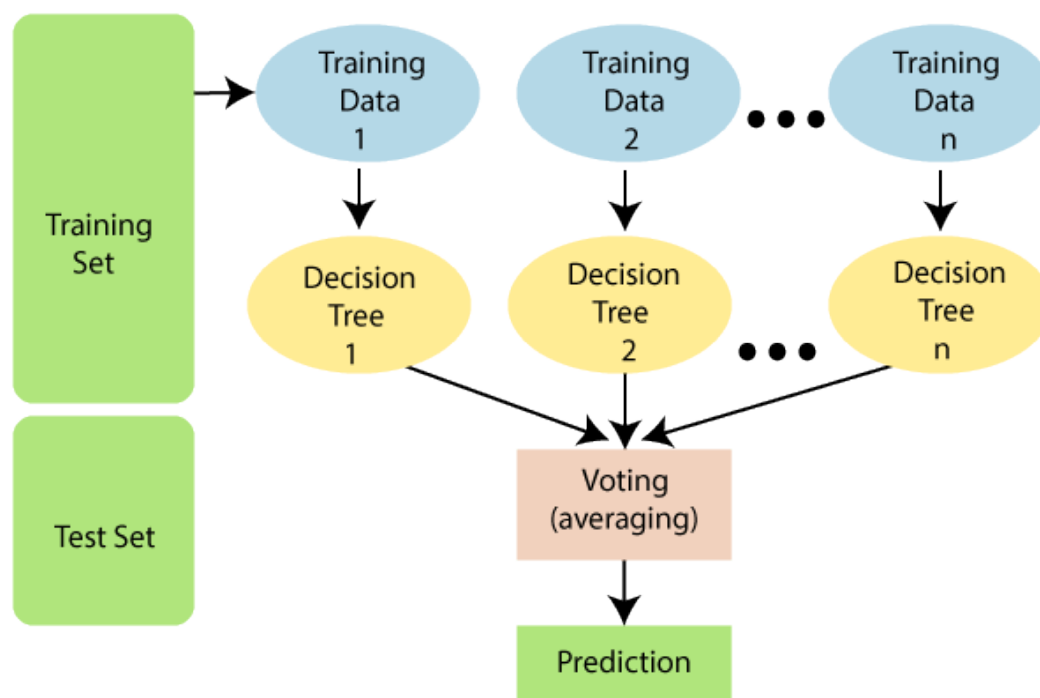 Training
Set
Test Set
Training
Data
1
Training
Data
2
Training
Data
n
Decision
Tree
1
Decision
Tree
2
Decision
Tree
n
Voting
(averaging)
Prediction